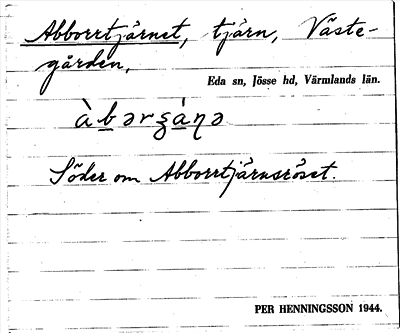 Abborrtjärnet, tjärn, Väste-
gården,
Eda sn, Jösse hd, Värmlands län.
Söder om Abborrtjärnsröset.
PER HENNINGSSON 1944.